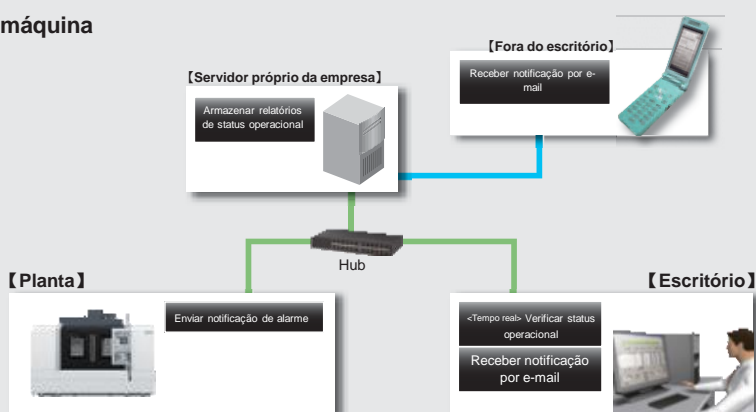 máquina
【Fora do escritório】
Receber notificação por e-
mail
【Servidor próprio da empresa】
Armazenar relatórios
de status operacional
Hub
【Planta】
【Escritório】
Enviar notificação de alarme
<Tempo real> Verificar status
operacional
Receber notificação
por e-mail